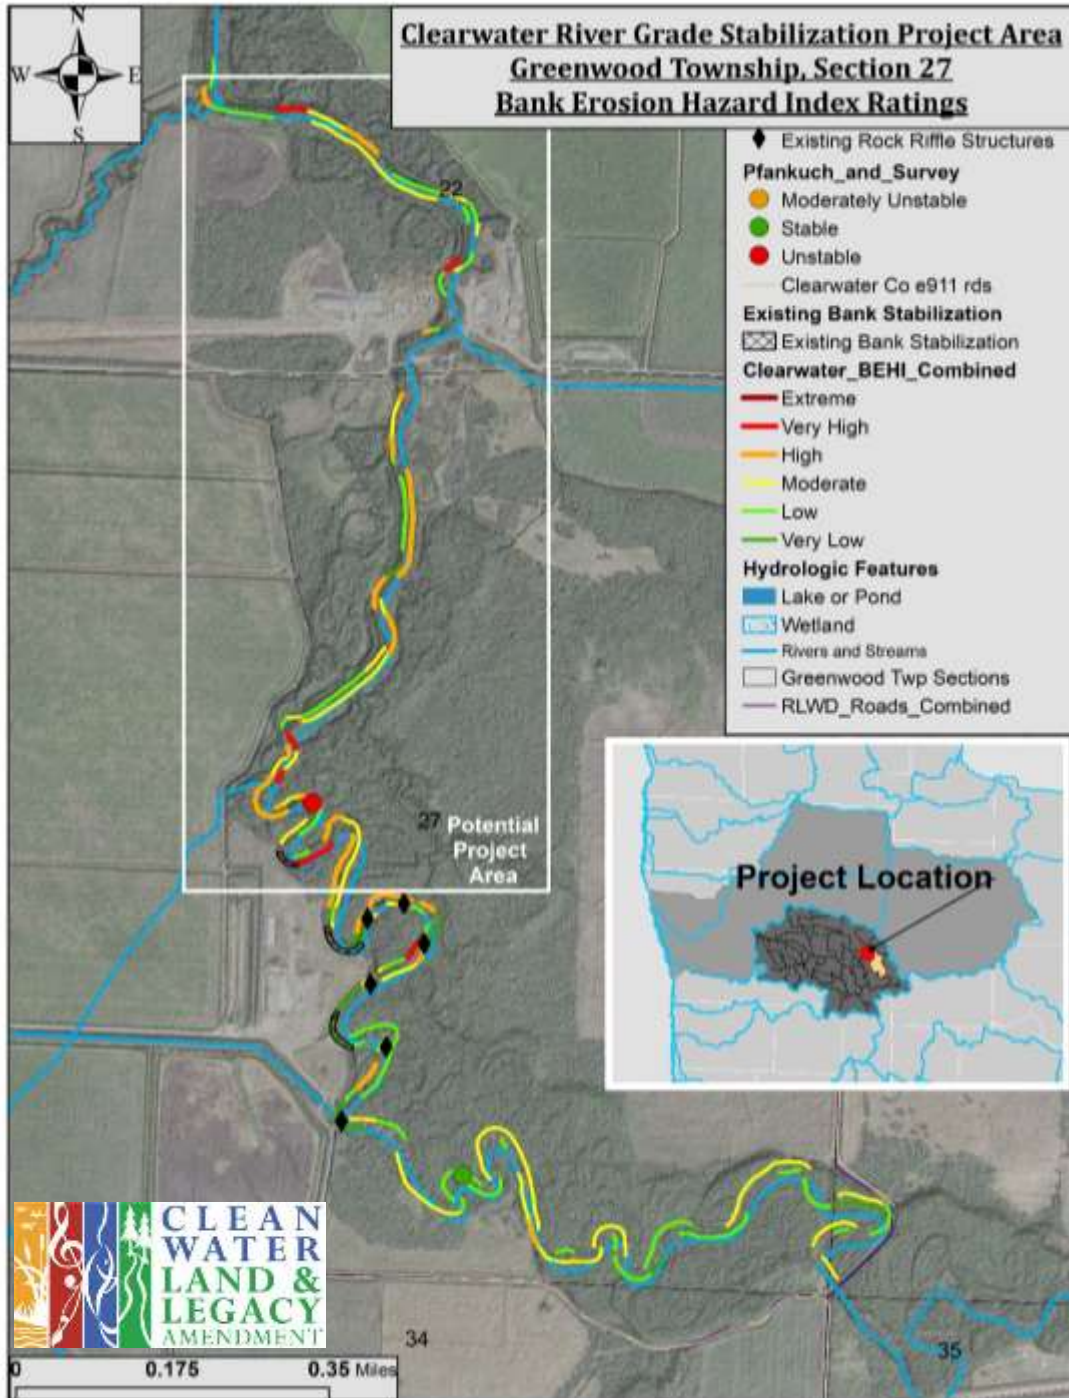 N
W E
S
Clearwater River Grade Stabilization Project Area
Greenwood Township, Section 27
Bank Erosion Hazard Index Ratings
Existing Rock Riffle Structures
Pfankuch_and_Survey
Moderately Unstable
Stable
Unstable
Clearwater Co e911 rds
Existing Bank Stabilization
Existing Bank Stabilization
Clearwater_BEHI_Combined
Extreme
Very High
High
Moderate
Low
Very Low
Hydrologic Features
Lake or Pond
Wetland
Rivers and Streams
Greenwood Twp Sections
RLWD_Roads_Combined
22
27
Potential
Project
Area
Project Location
CLEAN
WATER
LAND &
LEGACY
AMENDMENT
34
35
0 0.175 0.35 Miles